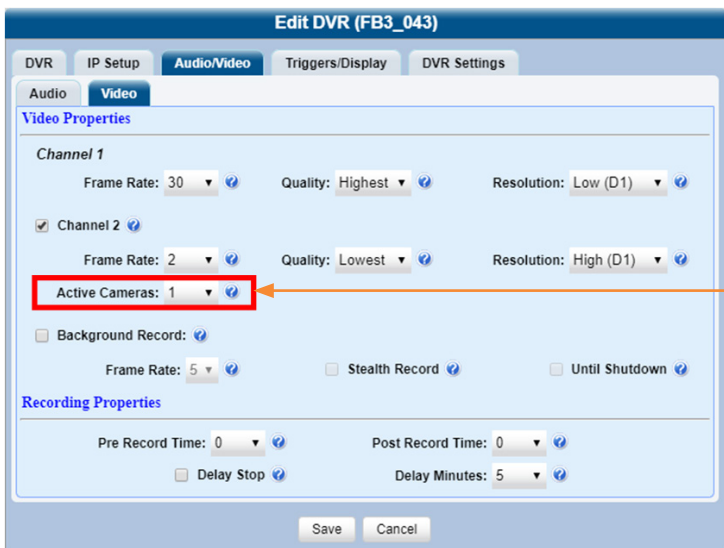 Edit DVR (FB3_043)
DVR IP Setup Audio/Video Triggers/Display DVR Settings
Audio Video
Video Properties
Channel 1
Frame Rate: 30 Quality: Highest Resolution: Low (D1)
Channel 2
Frame Rate: 2 Quality: Lowest Resolution: High (D1)
Active Cameras: 1
Background Record:
Frame Rate: 5 Stealth Record Until Shutdown
Recording Properties
Pre Record Time: 0 Post Record Time: 0
Delay Stop Delay Minutes: 5
Save Cancel